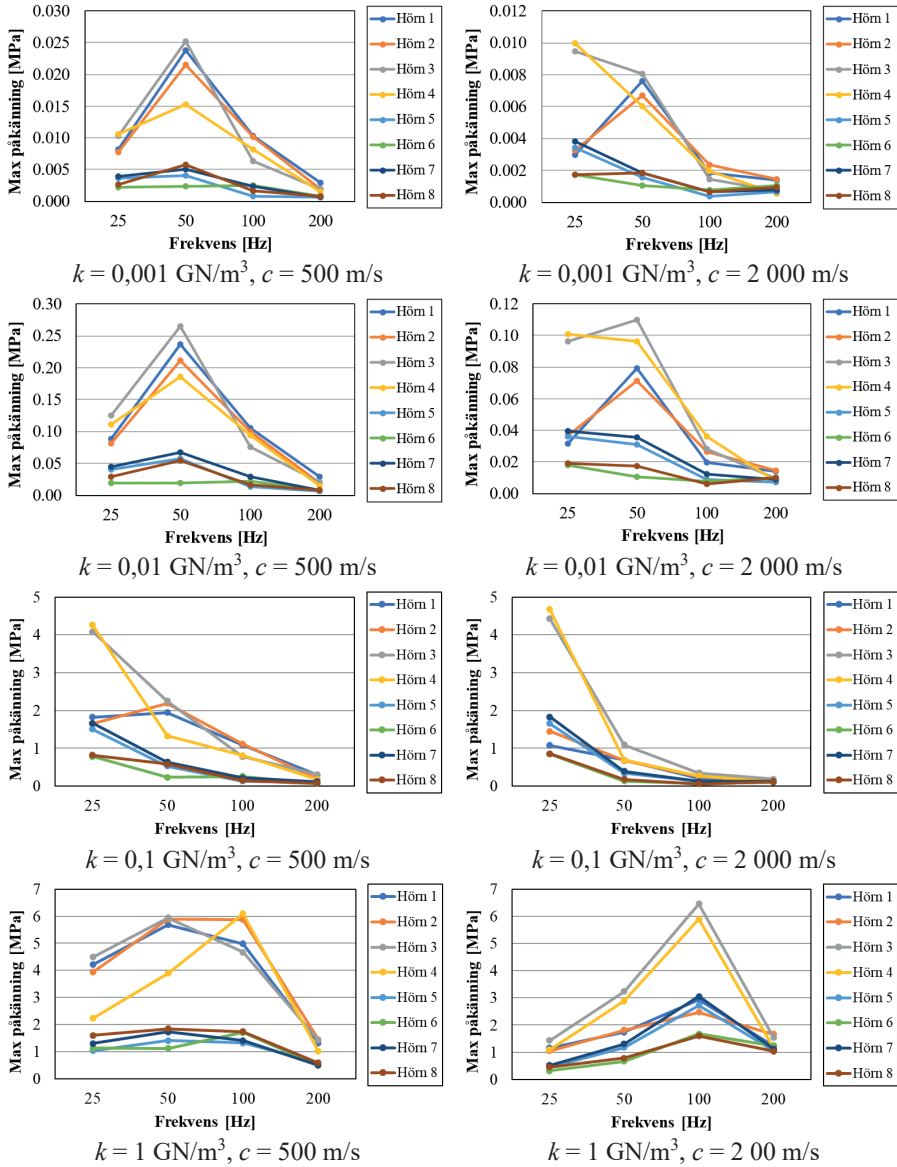 Max påkänning [MPa]
0.030
0.025
0.020
0.015
0.010
0.005
0.000
25 50 100 200
Frekvens [Hz]
Hörn 1
Hörn 2
Hörn 3
Hörn 4
Hörn 5
Hörn 6
Hörn 7
Hörn 8
k = 0,001 GN/m³, c = 500 m/s
Max påkänning [MPa]
0.012
0.010
0.008
0.006
0.004
0.002
0.000
25 50 100 200
Frekvens [Hz]
Hörn 1
Hörn 2
Hörn 3
Hörn 4
Hörn 5
Hörn 6
Hörn 7
Hörn 8
k = 0,001 GN/m³, c = 2 000 m/s
Max påkänning [MPa]
0.30
0.25
0.20
0.15
0.10
0.05
0.00
25 50 100 200
Frekvens [Hz]
Hörn 1
Hörn 2
Hörn 3
Hörn 4
Hörn 5
Hörn 6
Hörn 7
Hörn 8
k = 0,01 GN/m³, c = 500 m/s
Max påkänning [MPa]
0.12
0.10
0.08
0.06
0.04
0.02
0.00
25 50 100 200
Frekvens [Hz]
Hörn 1
Hörn 2
Hörn 3
Hörn 4
Hörn 5
Hörn 6
Hörn 7
Hörn 8
k = 0,01 GN/m³, c = 2 000 m/s
Max påkänning [MPa]
5
4
3
2
1
0
25 50 100 200
Frekvens [Hz]
Hörn 1
Hörn 2
Hörn 3
Hörn 4
Hörn 5
Hörn 6
Hörn 7
Hörn 8
k = 0,1 GN/m³, c = 500 m/s
Max påkänning [MPa]
5
4
3
2
1
0
25 50 100 200
Frekvens [Hz]
Hörn 1
Hörn 2
Hörn 3
Hörn 4
Hörn 5
Hörn 6
Hörn 7
Hörn 8
k = 0,1 GN/m³, c = 2 000 m/s
Max påkänning [MPa]
7
6
5
4
3
2
1
0
25 50 100 200
Frekvens [Hz]
Hörn 1
Hörn 2
Hörn 3
Hörn 4
Hörn 5
Hörn 6
Hörn 7
Hörn 8
k = 1 GN/m³, c = 500 m/s
Max påkänning [MPa]
7
6
5
4
3
2
1
0
25 50 100 200
Frekvens [Hz]
Hörn 1
Hörn 2
Hörn 3
Hörn 4
Hörn 5
Hörn 6
Hörn 7
Hörn 8
k = 1 GN/m³, c = 2 00 m/s